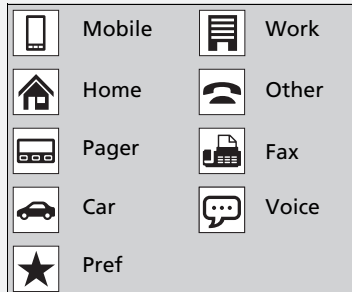 Mobile Work
Home Other
Pager Fax
Car Voice
Pref